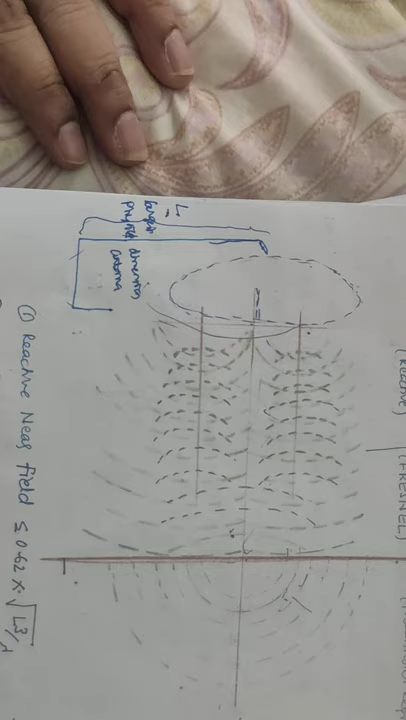 (Reactive)
(FRESNEL)
L
=
largest
physical dimension
antenna
(1) Reactive Near Field ≤ 0.62 × √L³/λ